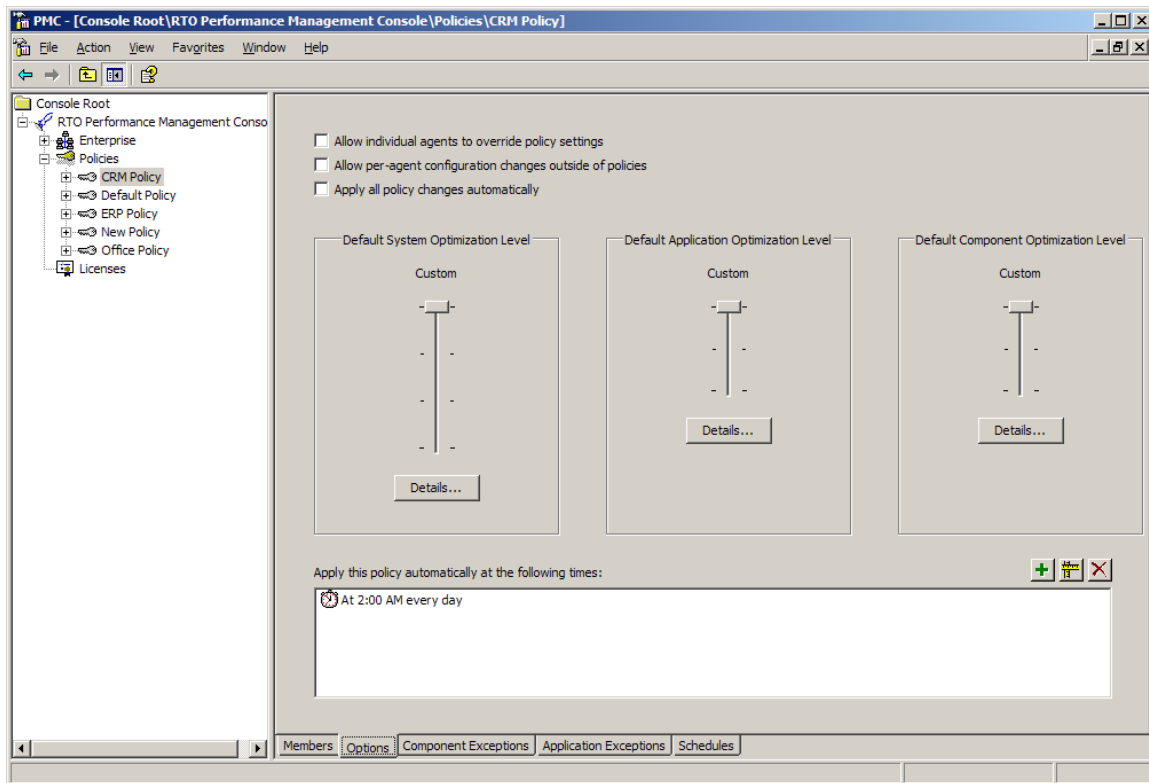 PMC - [Console Root\RTO Performance Management Console\Policies\CRM Policy]
File Action View Favorites Window Help
Console Root
RTO Performance Management Conso
Enterprise
Policies
CRM Policy
Default Policy
ERP Policy
New Policy
Office Policy
Licenses
Allow individual agents to override policy settings
Allow per-agent configuration changes outside of policies
Apply all policy changes automatically
Default System Optimization Level
Custom
Details...
Default Application Optimization Level
Custom
Details...
Default Component Optimization Level
Custom
Details...
Apply this policy automatically at the following times:
At 2:00 AM every day
Members Options Component Exceptions Application Exceptions Schedules